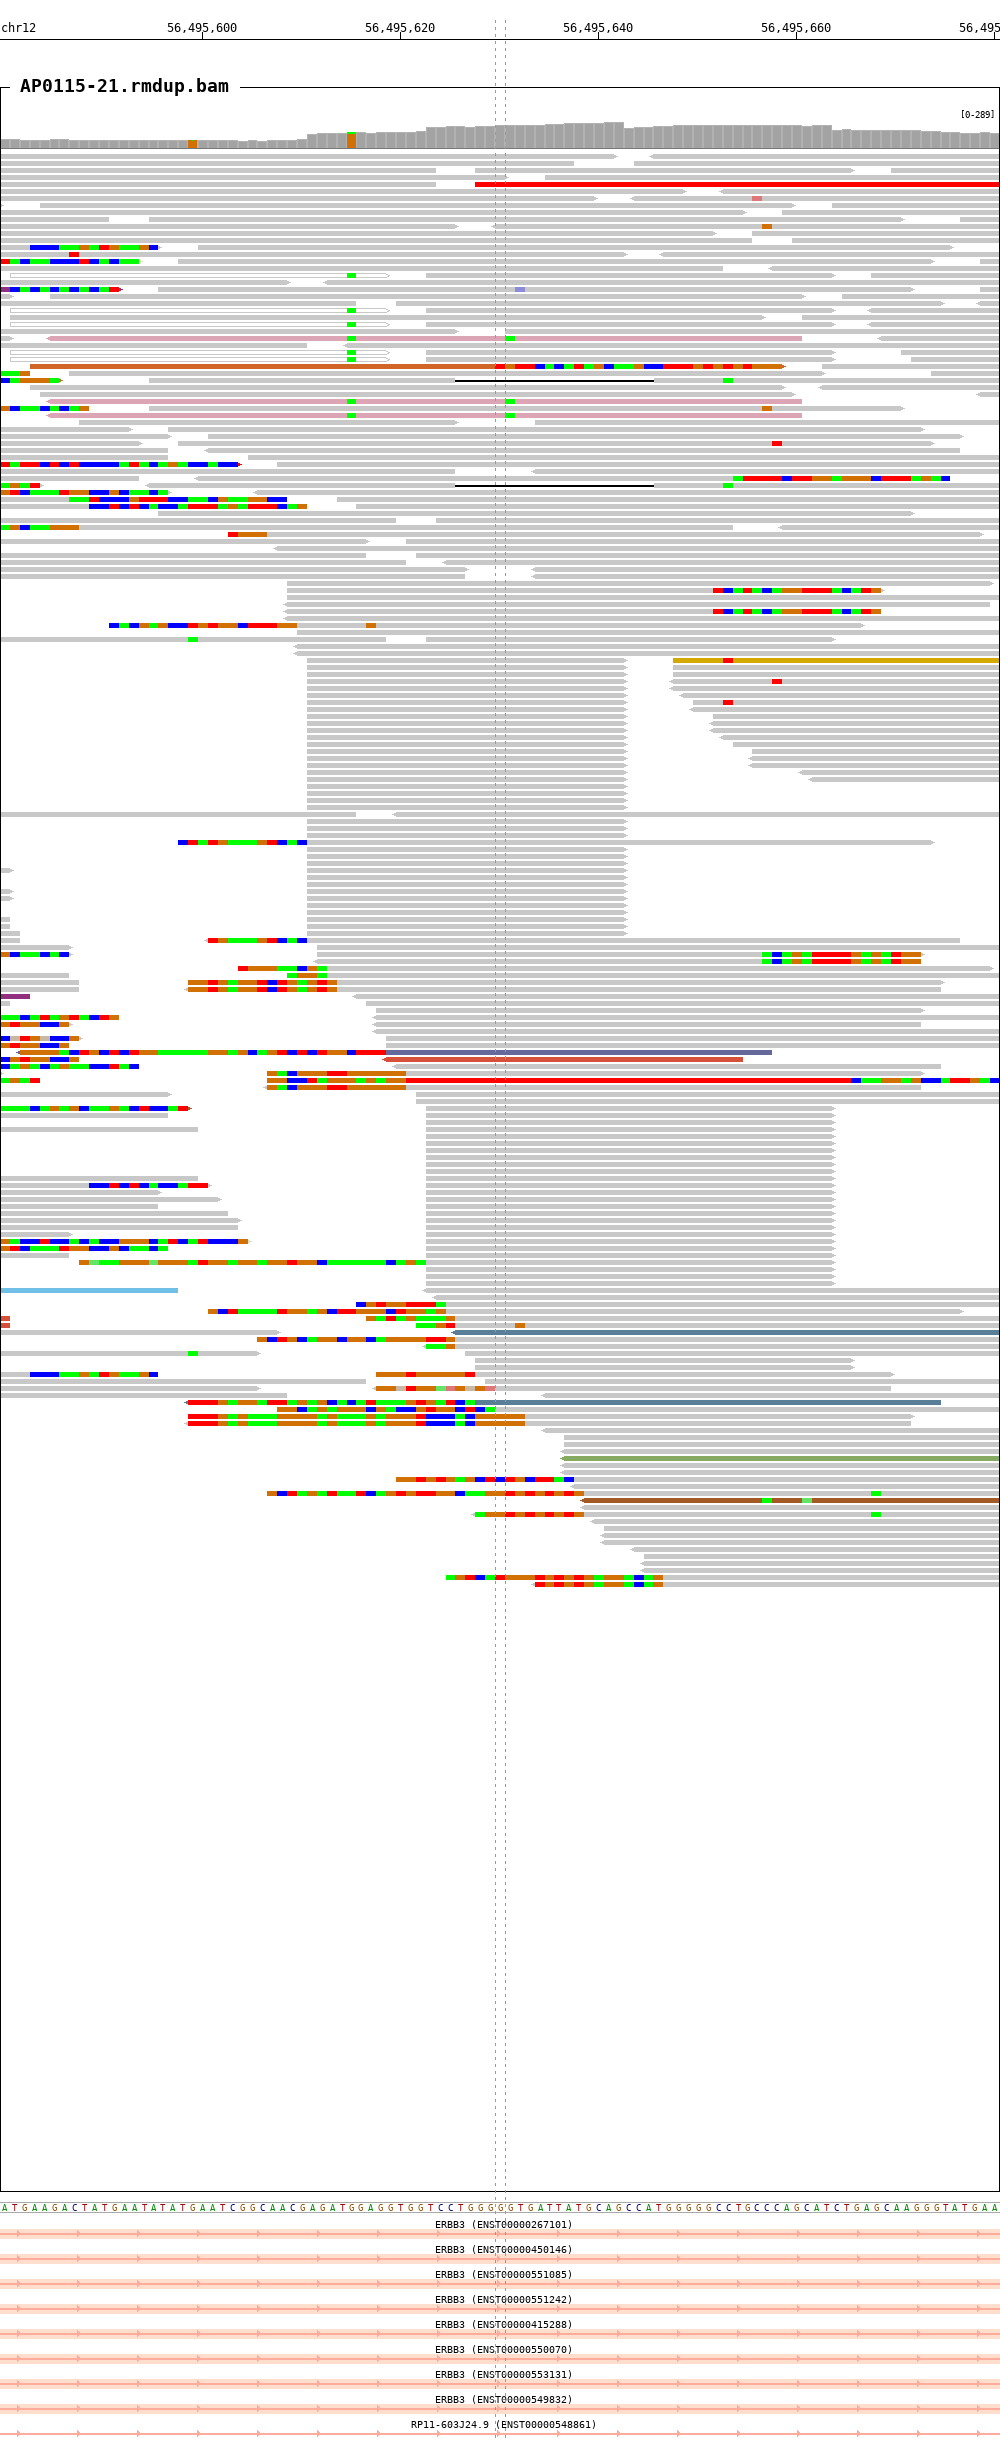 chr12 56,495,600 56,495,620 56,495,640 56,495,660 56,495
AP0115-21.rmdup.bam
[0-289]
ATGAAGACTATGAATATATGAATCGGCAACGAGATGGAGGTGGTCCTGGGGGTGATTATGCAGCCATGGGGGCCTGCCCAGCATCTGAGCAAGGGTATGAA
ERBB3 (ENST00000267101)
ERBB3 (ENST00000450146)
ERBB3 (ENST00000551085)
ERBB3 (ENST00000551242)
ERBB3 (ENST00000415288)
ERBB3 (ENST00000550070)
ERBB3 (ENST00000553131)
ERBB3 (ENST00000549832)
RP11-603J24.9 (ENST00000548861)